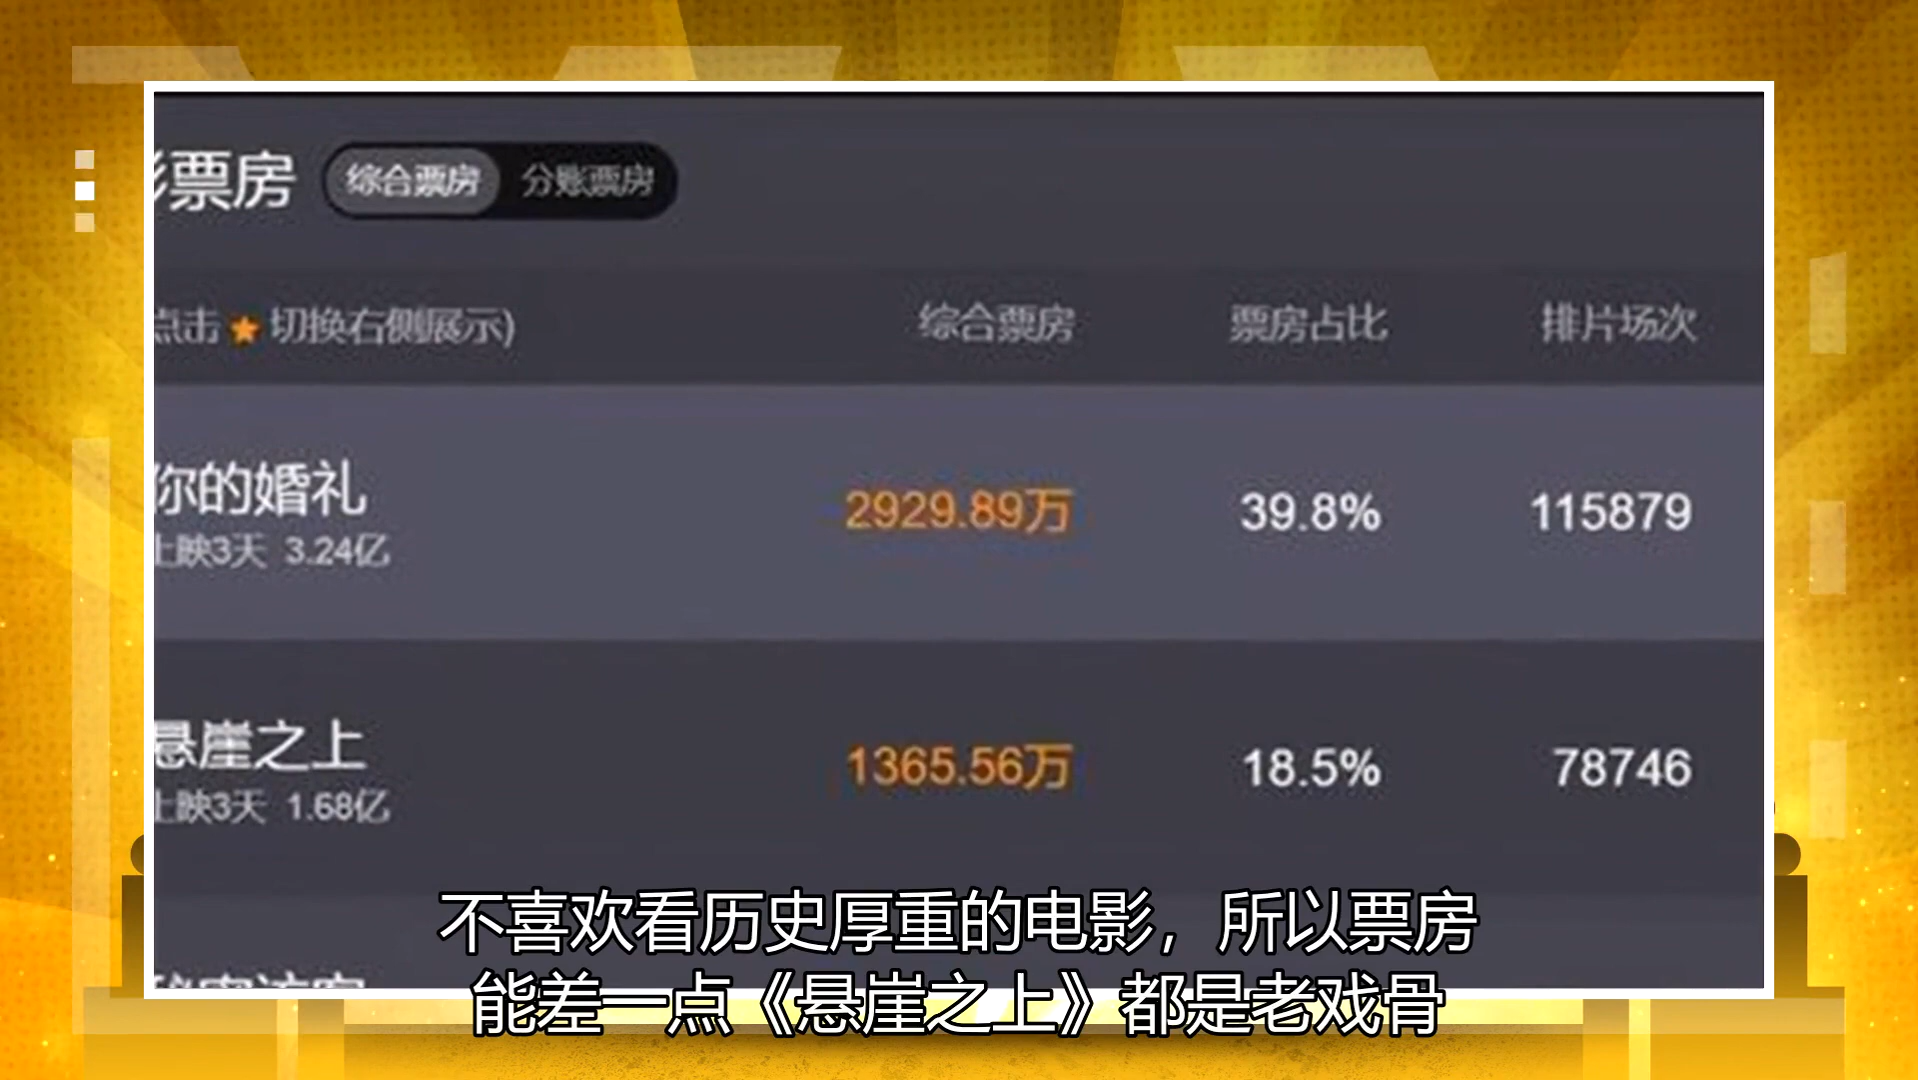 票房 综合票房 分账票房
点击 切换右侧展示) 综合票房 票房占比 排片场次
你的婚礼 2929.89万 39.8% 115879
上映3天 3.24亿
悬崖之上 1365.56万 18.5% 78746
上映3天 1.68亿
不喜欢看历史厚重的电影，所以票房
能差一点《悬崖之上》都是老戏骨